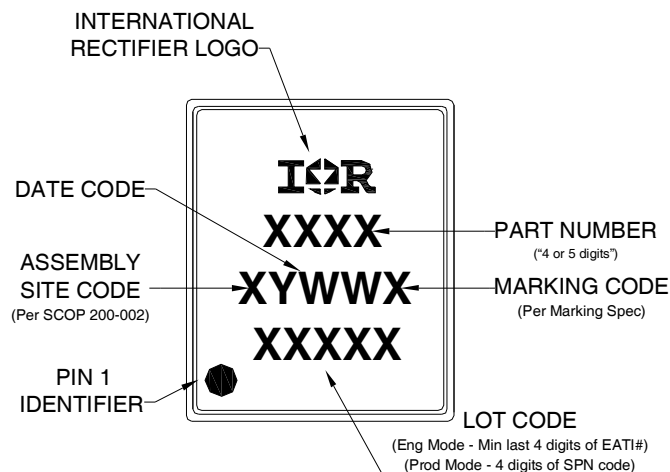 INTERNATIONAL
RECTIFIER LOGO
IOR
DATE CODE
XXXX
PART NUMBER
(“4 or 5 digits”)
ASSEMBLY
SITE CODE
(Per SCOP 200-002)
XYWWX
MARKING CODE
(Per Marking Spec)
XXXXX
PIN 1
IDENTIFIER
LOT CODE
(Eng Mode - Min last 4 digits of EATI#)
(Prod Mode - 4 digits of SPN code)